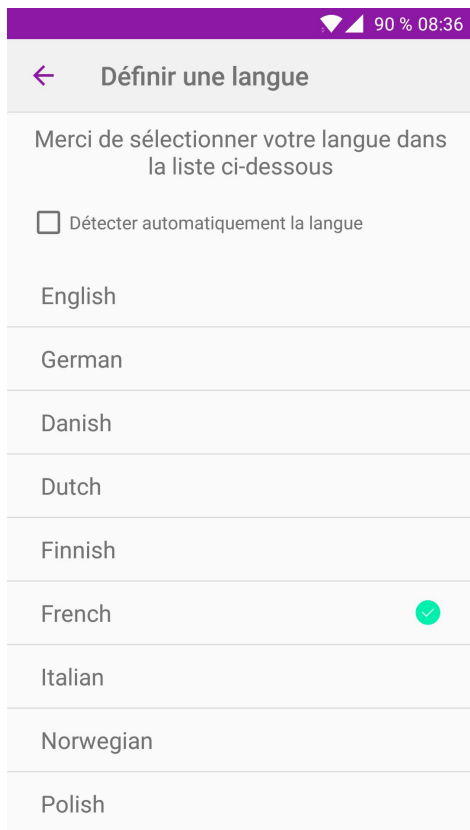 90 % 08:36
Définir une langue
Merci de sélectionner votre langue dans
la liste ci-dessous
Détecter automatiquement la langue
English
German
Danish
Dutch
Finnish
French
Italian
Norwegian
Polish